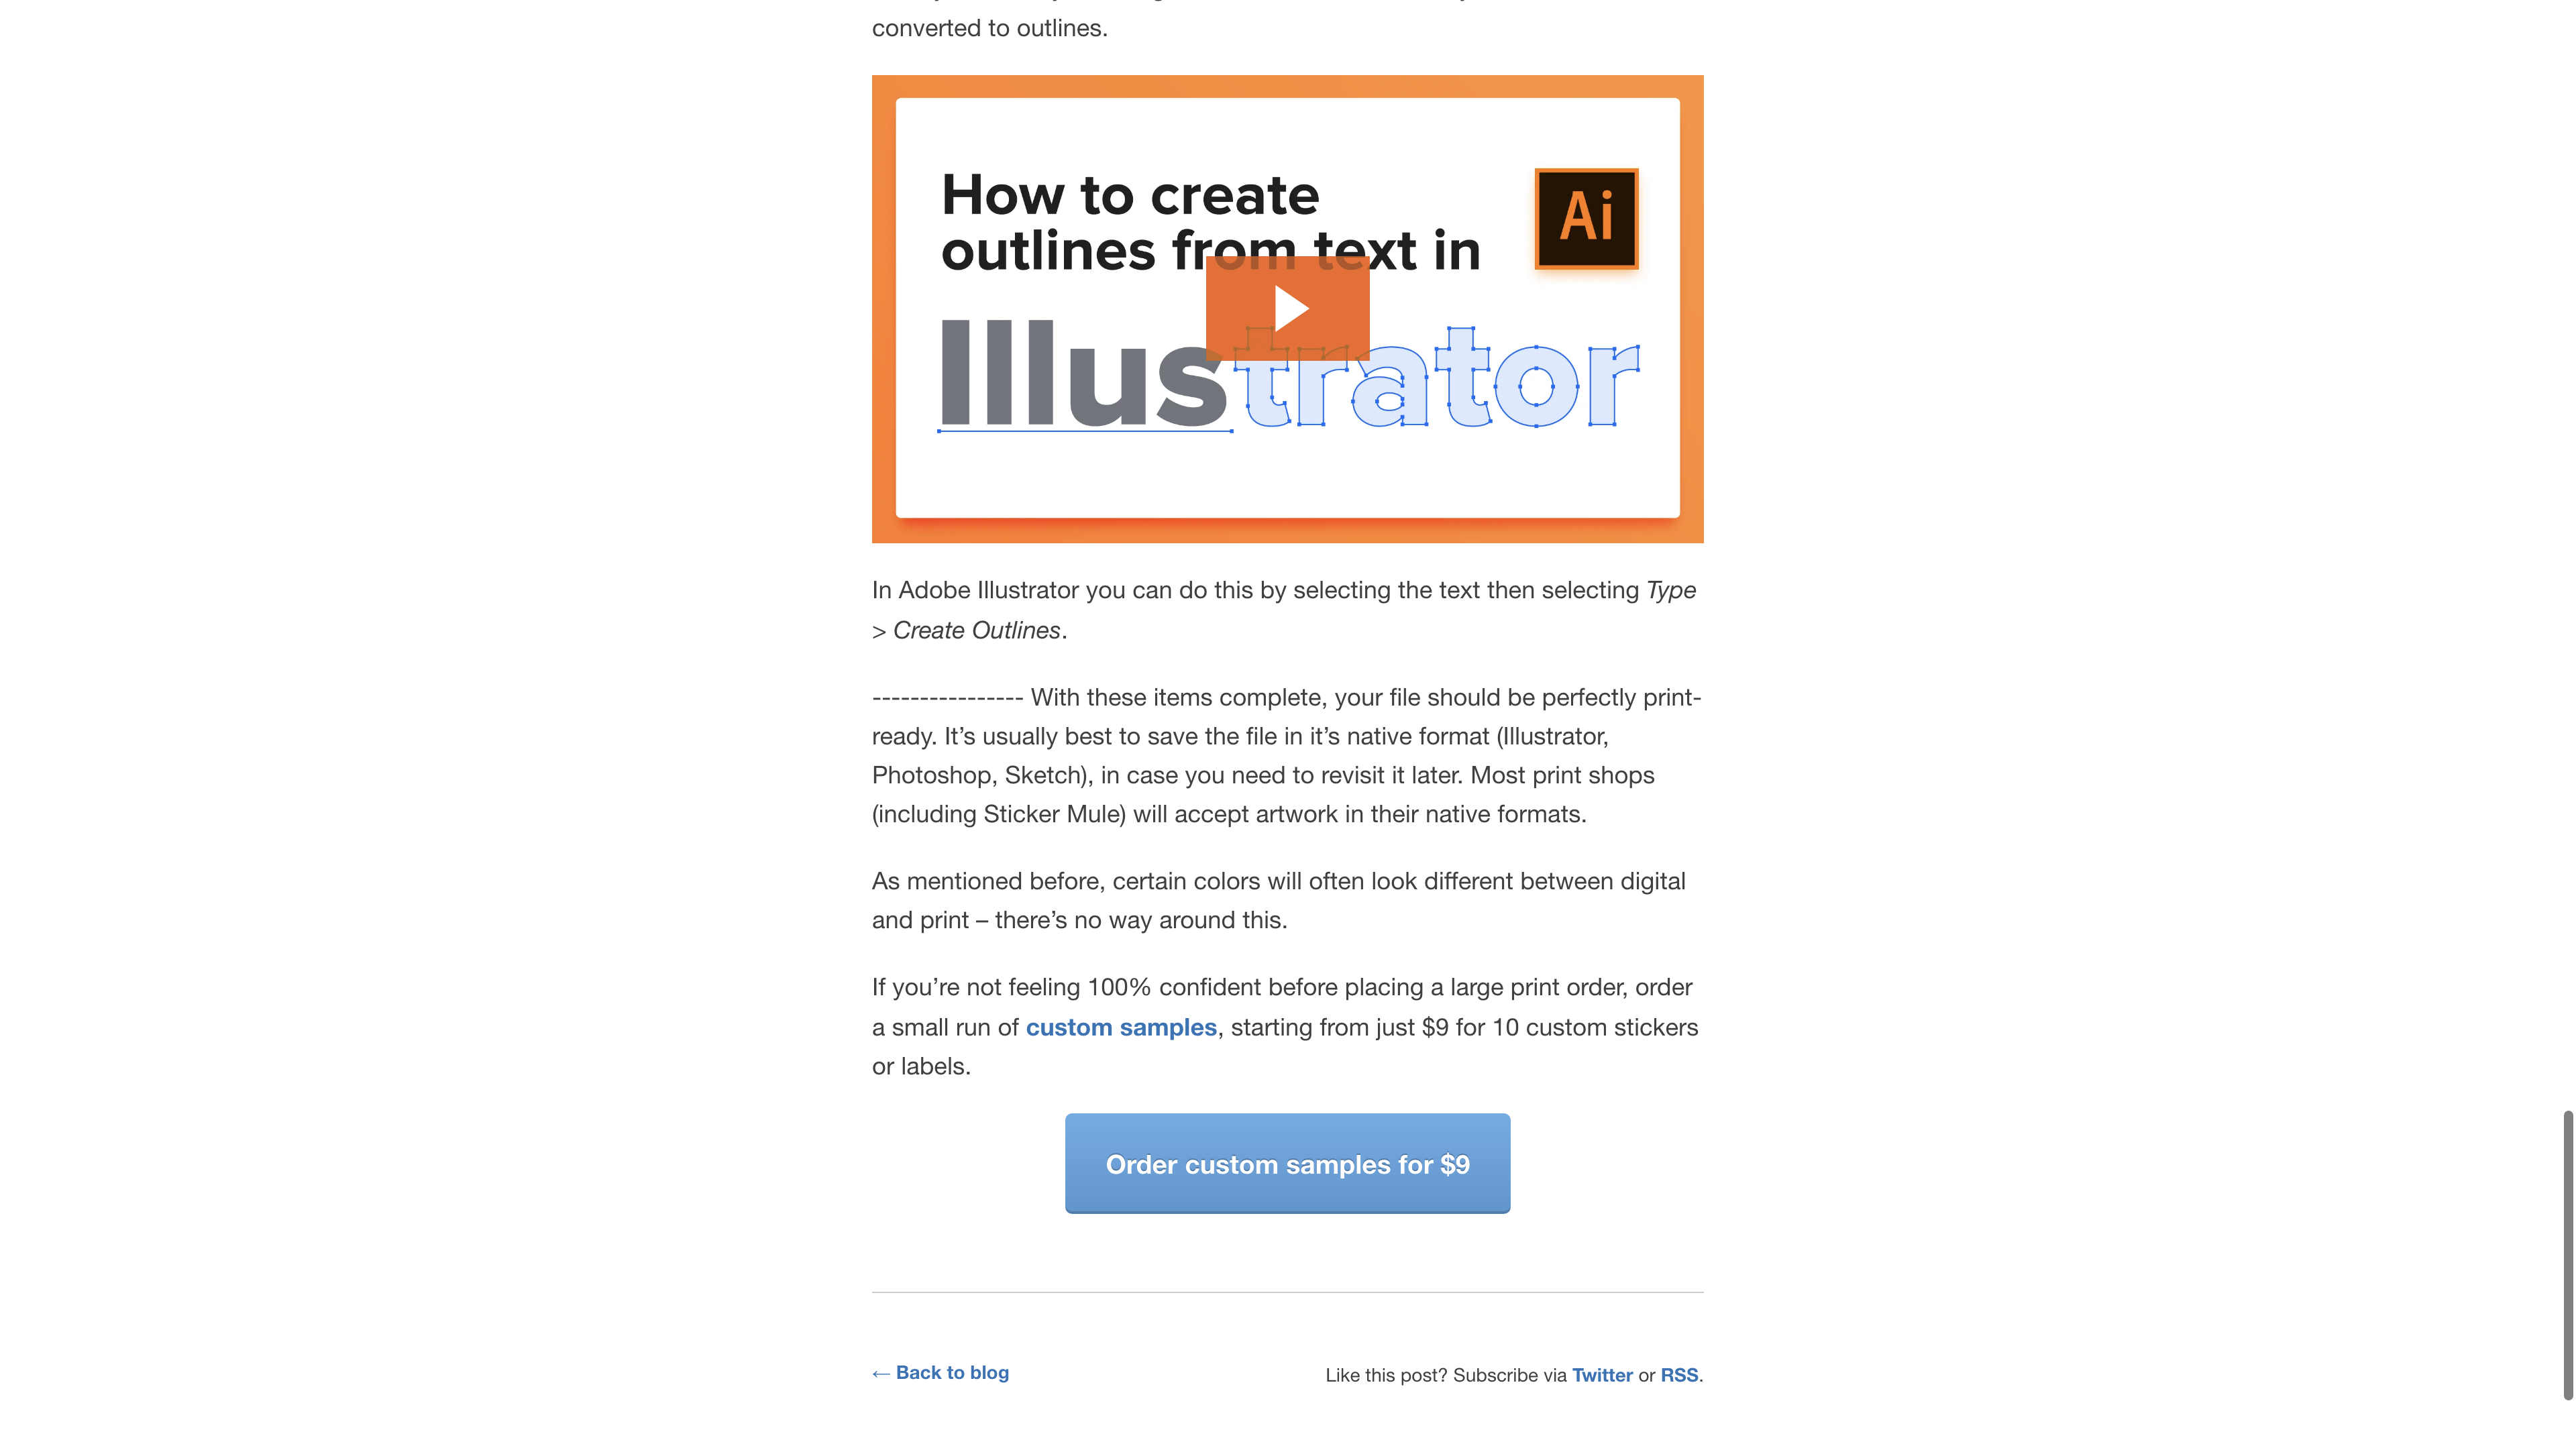 converted to outlines.
How to create
outlines from text in
Ai
Illustrator
In Adobe Illustrator you can do this by selecting the text then selecting Type
> Create Outlines.
---------------- With these items complete, your file should be perfectly print-
ready. It’s usually best to save the file in it’s native format (Illustrator,
Photoshop, Sketch), in case you need to revisit it later. Most print shops
(including Sticker Mule) will accept artwork in their native formats.
As mentioned before, certain colors will often look different between digital
and print – there’s no way around this.
If you’re not feeling 100% confident before placing a large print order, order
a small run of custom samples, starting from just $9 for 10 custom stickers
or labels.
Order custom samples for $9
← Back to blog
Like this post? Subscribe via Twitter or RSS.